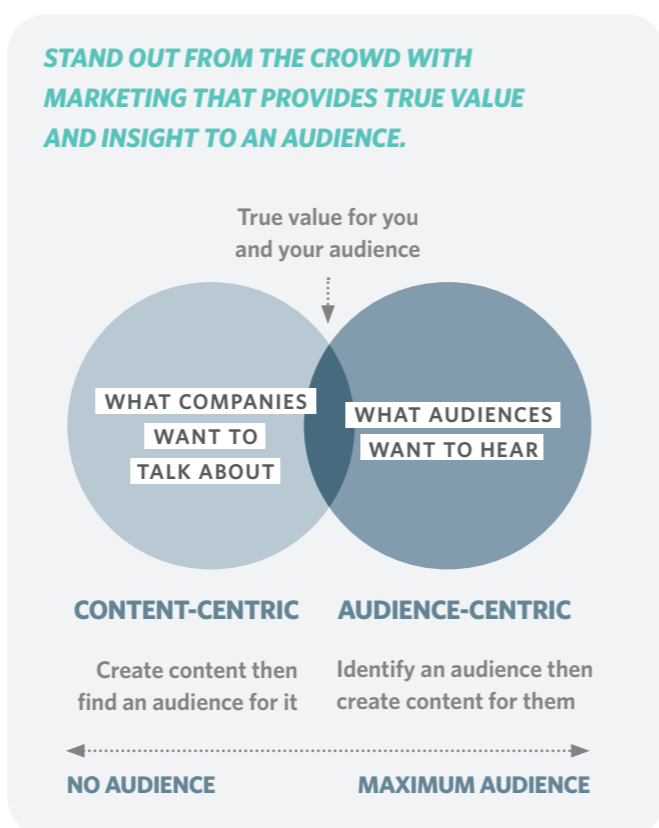 STAND OUT FROM THE CROWD WITH
MARKETING THAT PROVIDES TRUE VALUE
AND INSIGHT TO AN AUDIENCE.
True value for you
and your audience
WHAT COMPANIES
WANT TO
TALK ABOUT
WHAT AUDIENCES
WANT TO HEAR
CONTENT-CENTRIC
Create content then
find an audience for it
AUDIENCE-CENTRIC
Identify an audience then
create content for them
NO AUDIENCE
MAXIMUM AUDIENCE